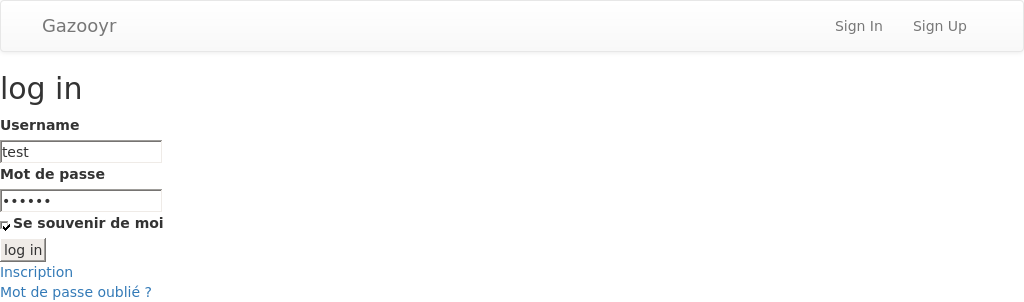 Gazooyr Sign In Sign Up
log in
Username
test
Mot de passe
••••••
Se souvenir de moi
log in
Inscription
Mot de passe oublié ?